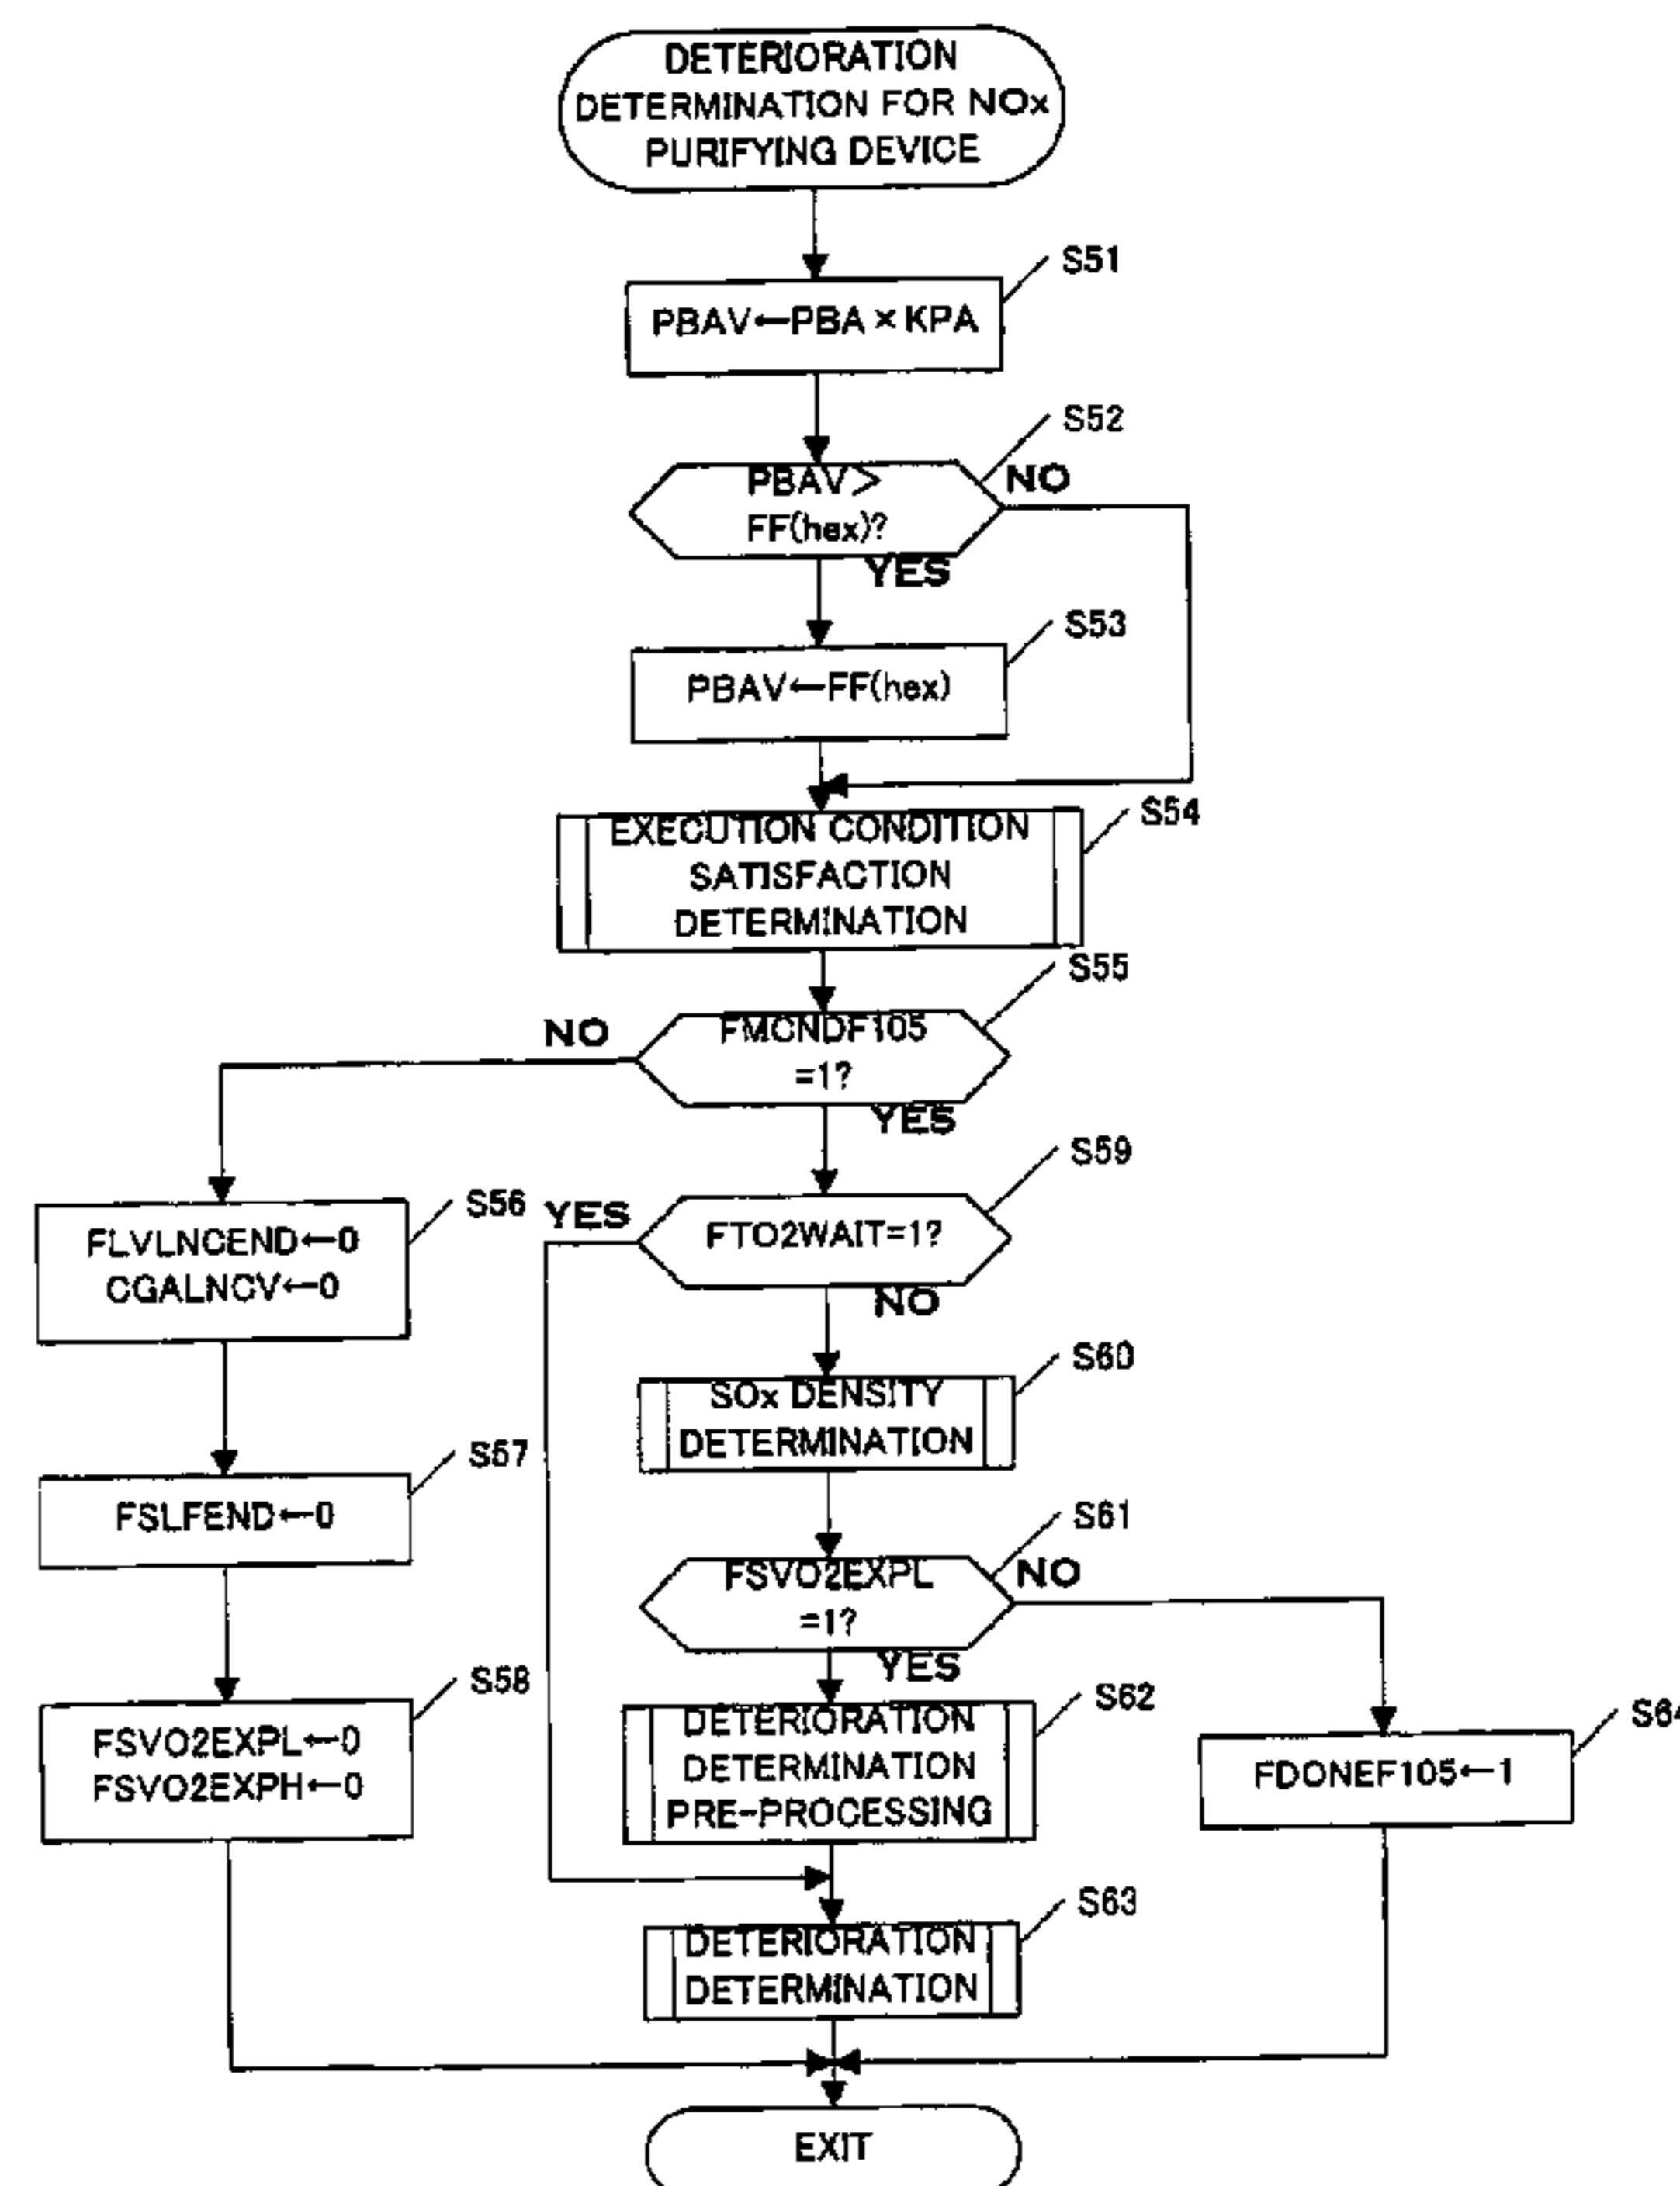 DETERIORATION
DETERMINATION FOR NOx
PURIFYING DEVICE
S51
PBAV←PBA×KPA
S52
PBAV>
FF(hex)?
NO
YES
S53
PBAV←FF(hex)
S54
EXECUTION CONDITION
SATISFACTION
DETERMINATION
S55
FMCNDF105
=1?
NO
YES
S59
FTO2WAIT=1?
YES
NO
S56
FLVLNCEND←0
CGALNCV←0
S60
SOx DENSITY
DETERMINATION
S57
FSLFEND←0
S61
FSVO2EXPL
=1?
NO
YES
S58
FSVO2EXPL←0
FSVO2EXPH←0
S62
DETERIORATION
DETERMINATION
PRE-PROCESSING
S64
FDONEF105←1
S63
DETERIORATION
DETERMINATION
EXIT